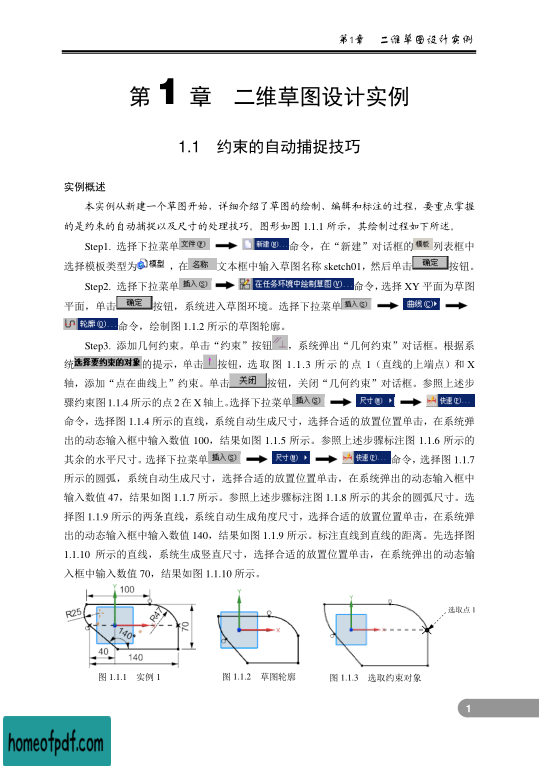 第1章 二维草图设计实例
第 1 章 二维草图设计实例
1.1 约束的自动捕捉技巧
实例概述
本实例从新建一个草图开始，详细介绍了草图的绘制、编辑和标注的过程，要重点掌握
的是约束的自动捕捉以及尺寸的处理技巧。图形如图 1.1.1 所示，其绘制过程如下所述。
Step1. 选择下拉菜单 文件(F) → 新建(N)... 命令，在“新建”对话框的 模板 列表框中
选择模板类型为 模型 ，在 名称 文本框中输入草图名称 sketch01，然后单击 确定 按钮。
Step2. 选择下拉菜单 插入(S) → 在任务环境中绘制草图(V)... 命令，选择 XY 平面为草图
平面，单击 确定 按钮，系统进入草图环境。选择下拉菜单 插入(S) → 曲线(C) →
轮廓(O)... 命令，绘制图 1.1.2 所示的草图轮廓。
Step3. 添加几何约束。单击“约束”按钮 ，系统弹出“几何约束”对话框。根据系
统 选择要约束的对象 的提示，单击 按钮，选取图 1.1.3 所示的点 1（直线的上端点）和 X
轴，添加“点在曲线上”约束。单击 关闭 按钮，关闭“几何约束”对话框。参照上述步
骤约束图 1.1.4 所示的点 2 在 X 轴上。选择下拉菜单 插入(S) → 尺寸(M) → 快速(P)...
命令，选择图 1.1.4 所示的直线，系统自动生成尺寸，选择合适的放置位置单击，在系统弹
出的动态输入框中输入数值 100，结果如图 1.1.5 所示。参照上述步骤标注图 1.1.6 所示的
其余的水平尺寸。选择下拉菜单 插入(S) → 尺寸(M) → 快速(P)... 命令，选择图 1.1.7
所示的圆弧，系统自动生成尺寸，选择合适的放置位置单击，在系统弹出的动态输入框中
输入数值 47，结果如图 1.1.7 所示。参照上述步骤标注图 1.1.8 所示的其余的圆弧尺寸。选
择图 1.1.9 所示的两条直线，系统自动生成角度尺寸，选择合适的放置位置单击，在系统弹
出的动态输入框中输入数值 140，结果如图 1.1.9 所示。标注直线到直线的距离。先选择图
1.1.10 所示的直线，系统生成竖直尺寸，选择合适的放置位置单击，在系统弹出的动态输
入框中输入数值 70，结果如图 1.1.10 所示。
100
R25
R47
140°
70
40
140
Y
X
Y
X
Y
选取点 1
图 1.1.1 实例 1
图 1.1.2 草图轮廓
图 1.1.3 选取约束对象
1
homeofpdf.com